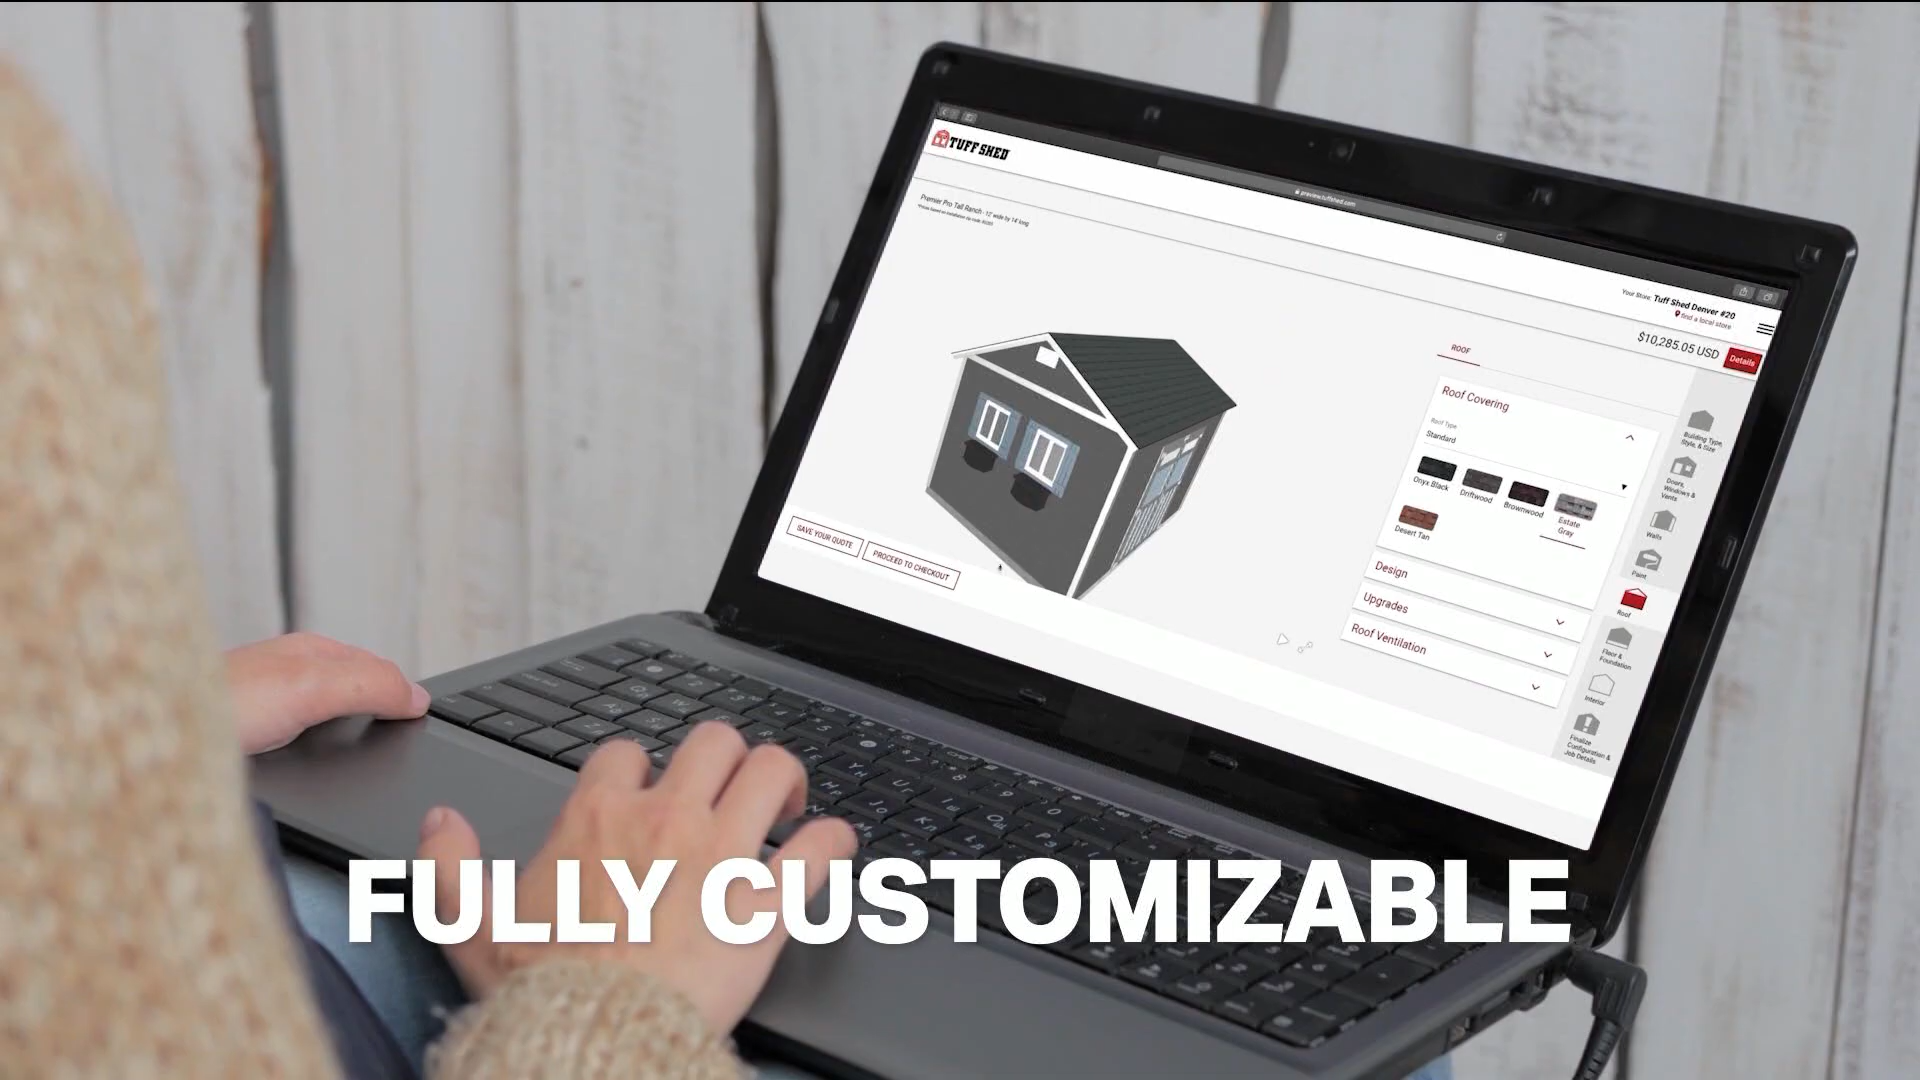 TUFF SHED
preview.tuffshed.com
Premier Pro Tall Ranch - 12' wide by 14' long
Your Store: Tuff Shed Denver #20
find a local store
$10,285.05 USD
Details
ROOF
Roof Covering
Roof Type
Standard
Onyx Black
Driftwood
Brownwood
Estate
Gray
Desert Tan
Design
Upgrades
Roof Ventilation
Building Type,
Style, & Size
Doors,
Windows &
Vents
Walls
Paint
Roof
Floor &
Foundation
Interior
Finalize
Configuration &
Job Details
SAVE YOUR QUOTE
PROCEED TO CHECKOUT
FULLY CUSTOMIZABLE